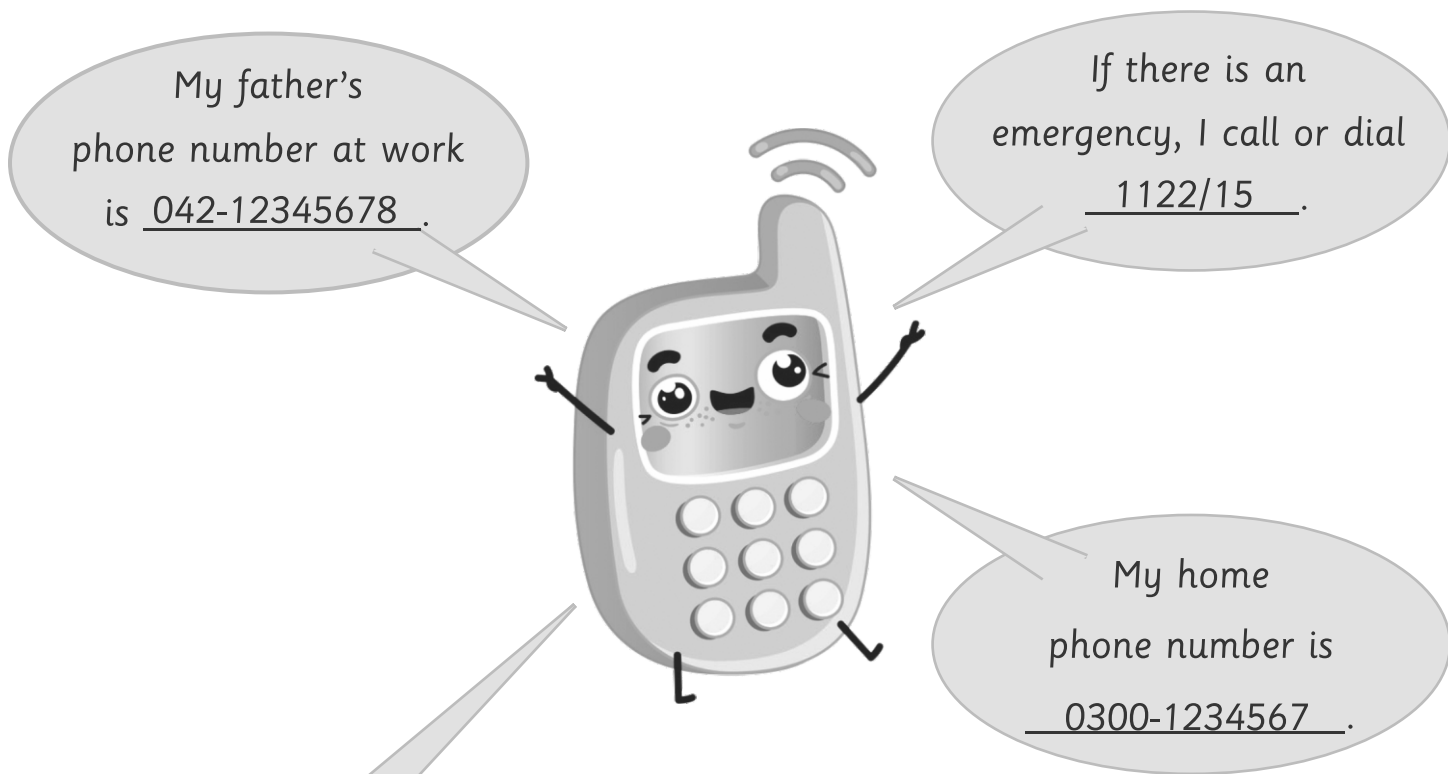 My father's
phone number at work
is 042-12345678.
If there is an
emergency, I call or dial
1122/15.
My home
phone number is
0300-1234567.